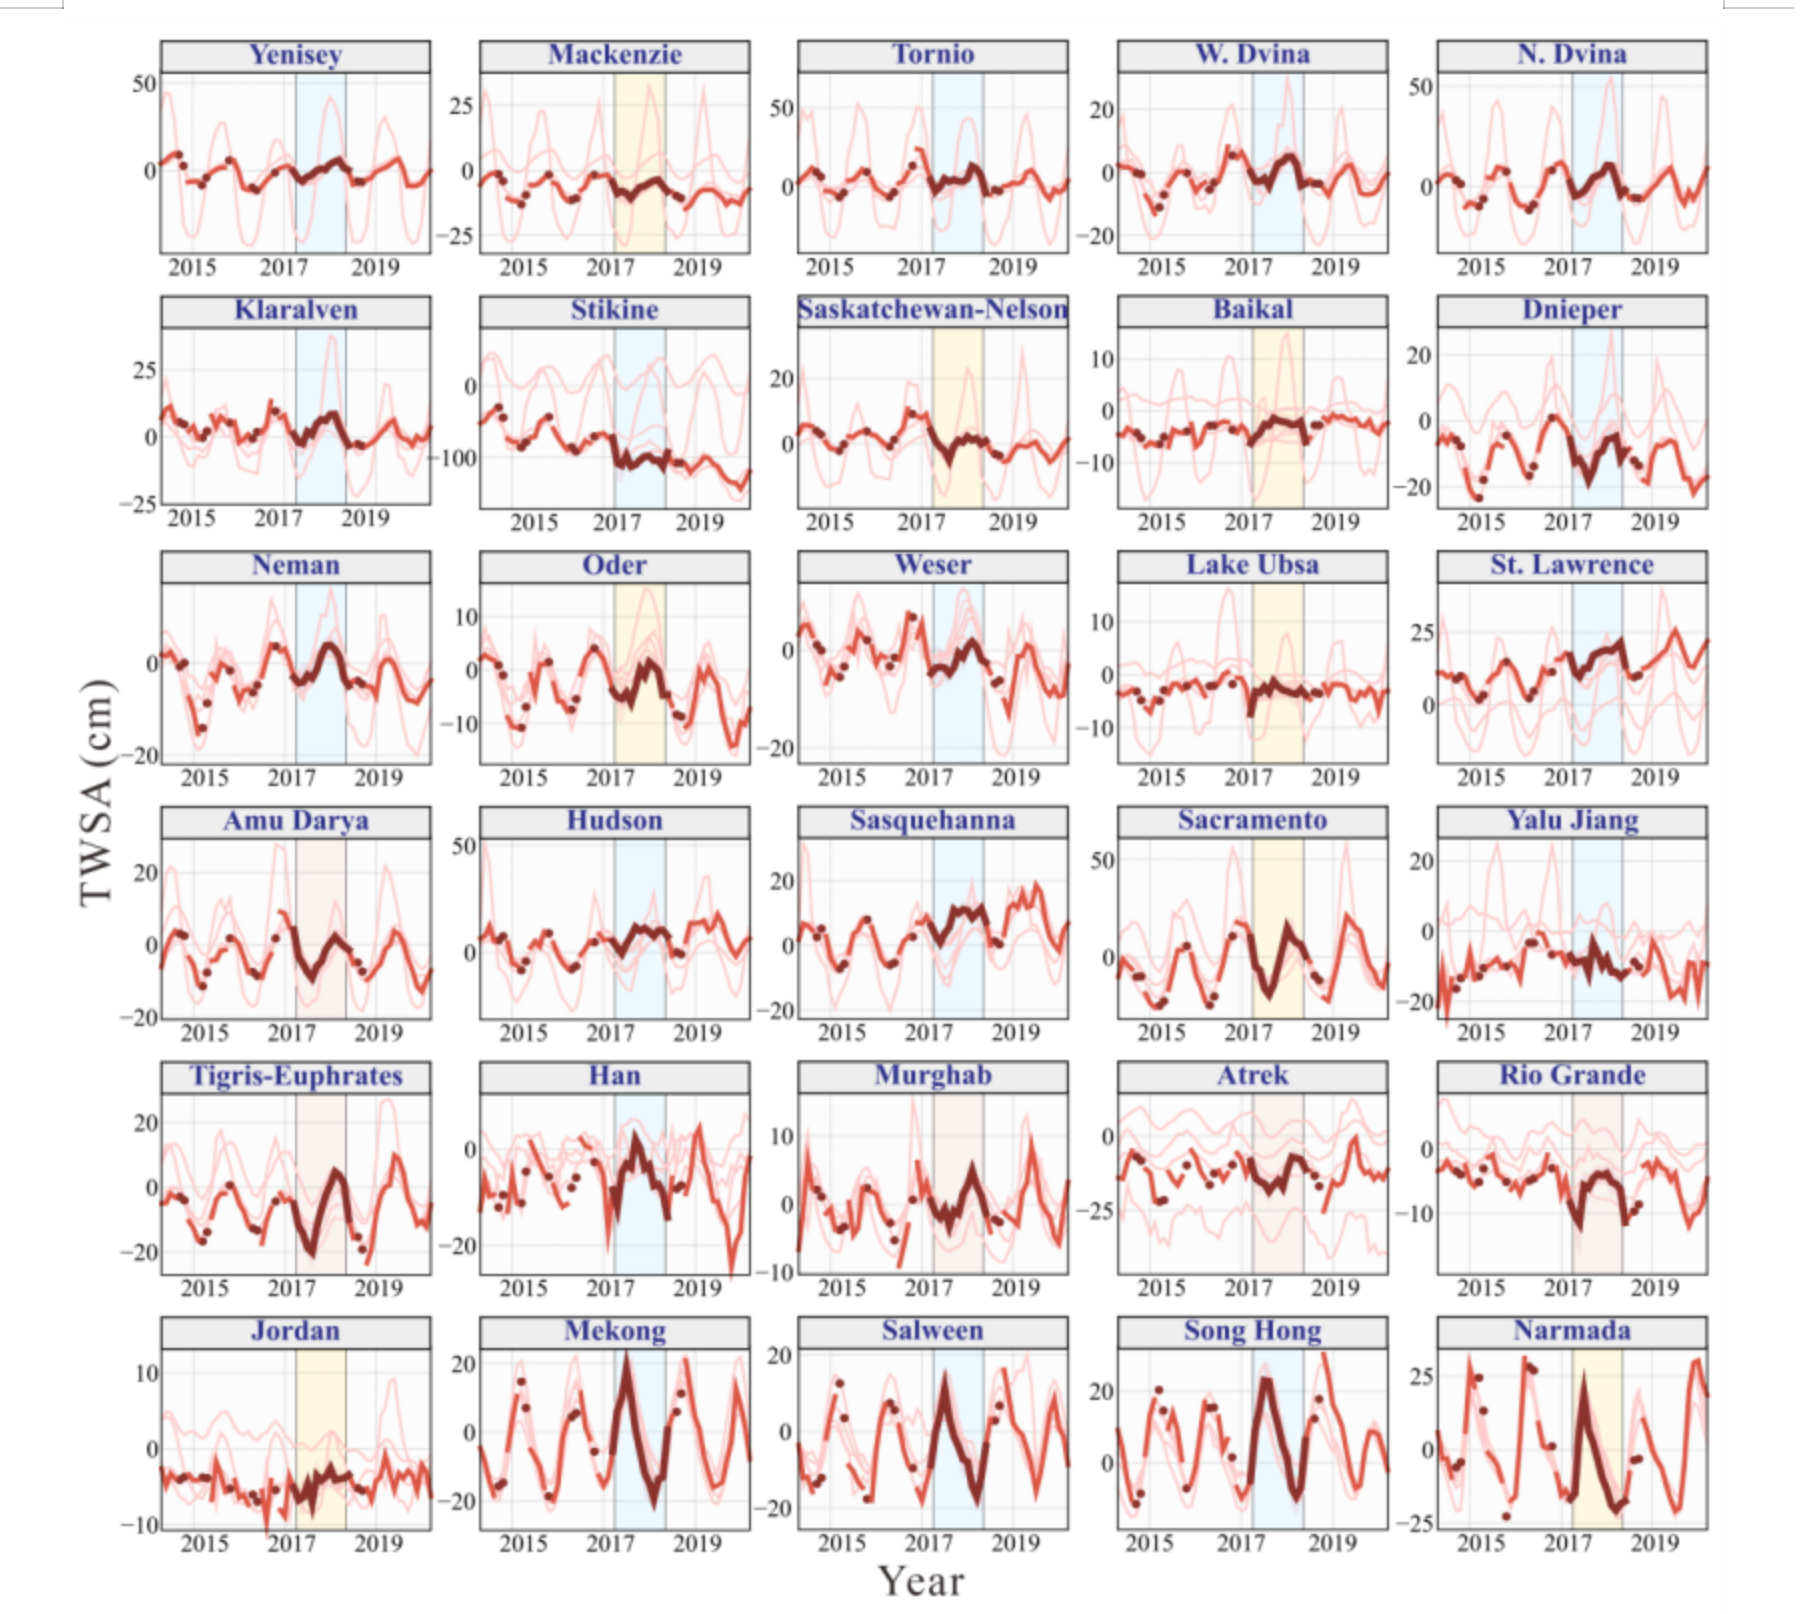 Yenisey Mackenzie Tornio W. Dvina N. Dvina
50 25 50 20 50
0 0 0 0 0
−25 −20
2015 2017 2019 2015 2017 2019 2015 2017 2019 2015 2017 2019 2015 2017 2019
Klaralven Stikine Saskatchewan-Nelson Baikal Dnieper
25 0 20 10 20
0 −100 0 0 0
−25 −10 −20
2015 2017 2019 2015 2017 2019 2015 2017 2019 2015 2017 2019 2015 2017 2019
Neman Oder Weser Lake Ubsa St. Lawrence
0 10 0 10 25
−20 0 −20 0 0
−10 −10
2015 2017 2019 2015 2017 2019 2015 2017 2019 2015 2017 2019 2015 2017 2019
TWSA (cm)
Amu Darya Hudson Sasquehanna Sacramento Yalu Jiang
20 50 20 50 20
0 0 0 0 0
−20 −20 −20
2015 2017 2019 2015 2017 2019 2015 2017 2019 2015 2017 2019 2015 2017 2019
Tigris-Euphrates Han Murghab Atrek Rio Grande
20 0 10 0 0
0 −20 0 −25 −10
−20 −10
2015 2017 2019 2015 2017 2019 2015 2017 2019 2015 2017 2019 2015 2017 2019
Jordan Mekong Salween Song Hong Narmada
10 20 20 20 25
0 0 0 0 0
−10 −20 −20 −25
2015 2017 2019 2015 2017 2019 2015 2017 2019 2015 2017 2019 2015 2017 2019
Year